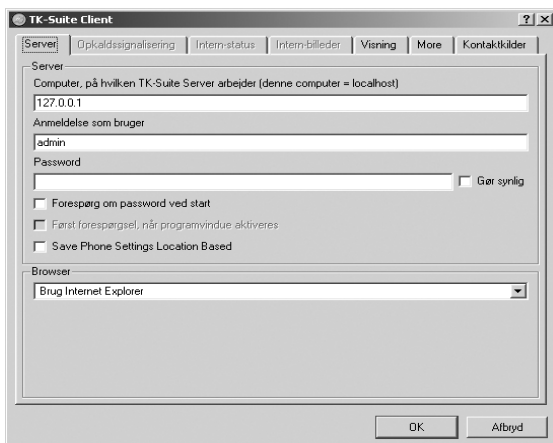 TK-Suite Client
Server Opkaldssignalisering Intern-status Intern-billeder Visning More Kontaktkilder
Server
Computer, på hvilken TK-Suite Server arbejder (denne computer = localhost)
127.0.0.1
Anmeldelse som bruger
admin
Password
Gør synlig
Forespørg om password ved start
Først forespørgsel, når programvindue aktiveres
Save Phone Settings Location Based
Browser
Brug Internet Explorer
OK Afbryd